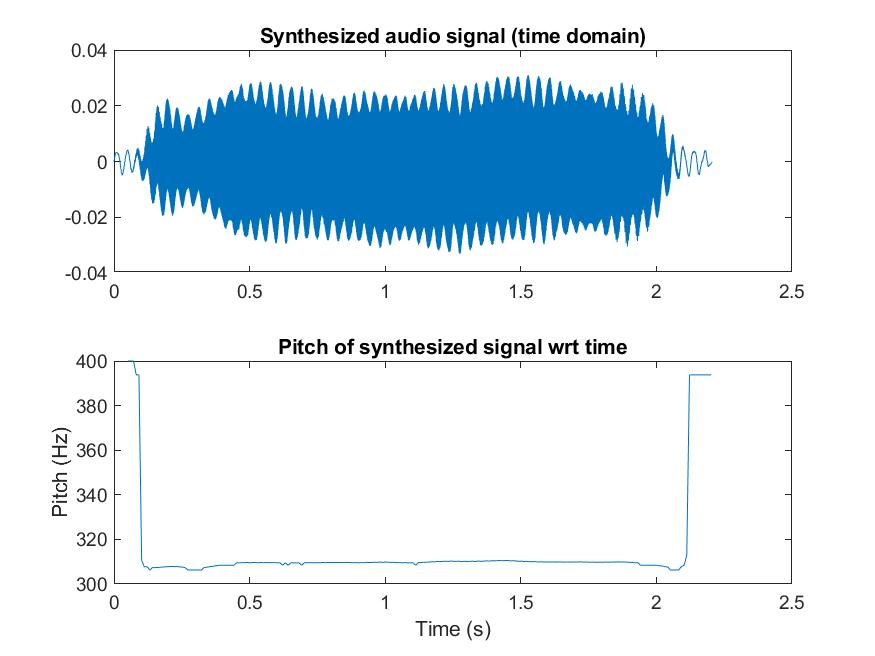 Synthesized audio signal (time domain)
0.04
0.02
0
-0.02
-0.04
0 0.5 1 1.5 2 2.5
Pitch of synthesized signal wrt time
Pitch (Hz)
400
380
360
340
320
300
0 0.5 1 1.5 2 2.5
Time (s)